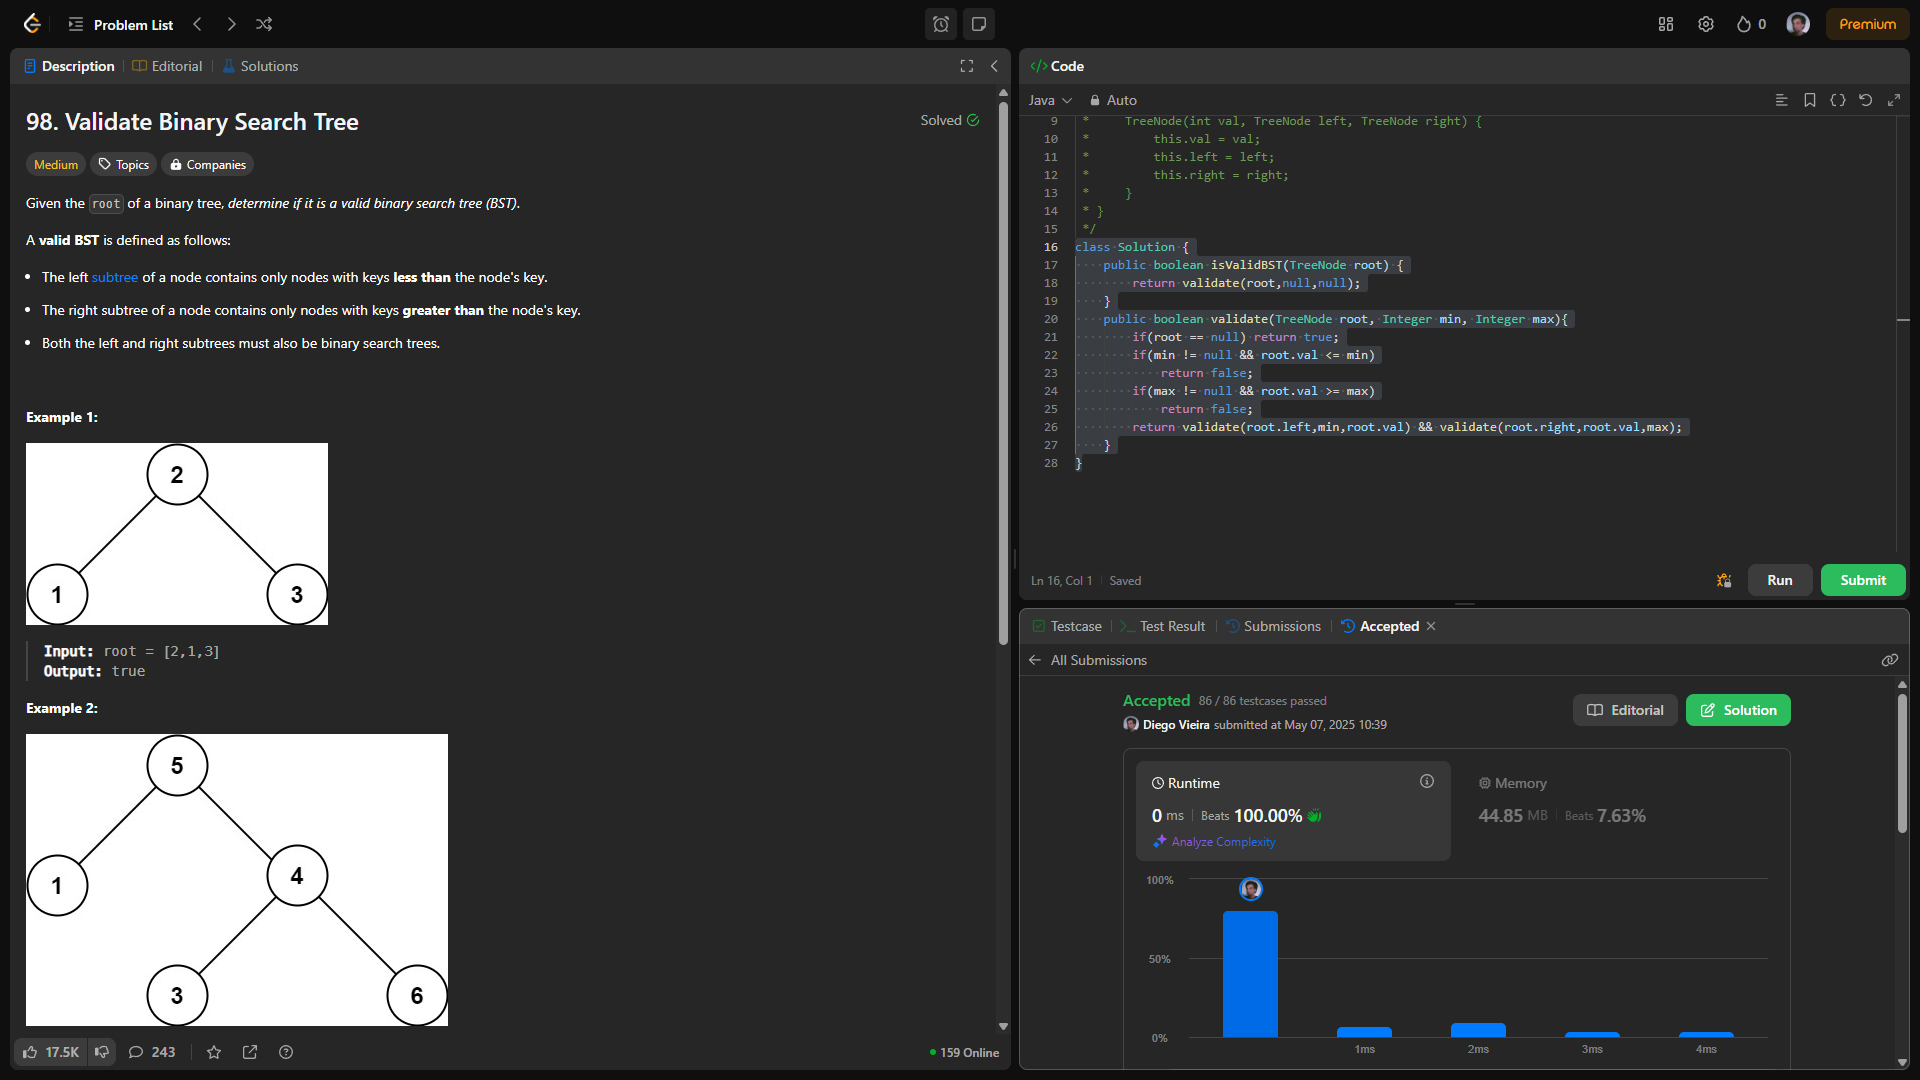 Problem List
0
Premium
Description
Editorial
Solutions
98. Validate Binary Search Tree
Solved
Medium
Topics
Companies
Given the root of a binary tree, determine if it is a valid binary search tree (BST).
A valid BST is defined as follows:
• The left subtree of a node contains only nodes with keys less than the node's key.
• The right subtree of a node contains only nodes with keys greater than the node's key.
• Both the left and right subtrees must also be binary search trees.
Example 1:
2
1
3
Input: root = [2,1,3]
Output: true
Example 2:
5
1
4
3
6
17.5K
243
159 Online
</> Code
Java
Auto
9 *     TreeNode(int val, TreeNode left, TreeNode right) {
10 *         this.val = val;
11 *         this.left = left;
12 *         this.right = right;
13 *     }
14 * }
15 */
16 class Solution {
17     public boolean isValidBST(TreeNode root) {
18         return validate(root,null,null);
19     }
20     public boolean validate(TreeNode root, Integer min, Integer max){
21         if(root == null) return true;
22         if(min != null && root.val <= min)
23             return false;
24         if(max != null && root.val >= max)
25             return false;
26         return validate(root.left,min,root.val) && validate(root.right,root.val,max);
27     }
28 }
Ln 16, Col 1
Saved
Run
Submit
Testcase
Test Result
Submissions
Accepted
All Submissions
Accepted 86 / 86 testcases passed
Diego Vieira submitted at May 07, 2025 10:39
Editorial
Solution
Runtime
0 ms
Beats 100.00%
Analyze Complexity
Memory
44.85 MB
Beats 7.63%
100%
50%
0%
1ms
2ms
3ms
4ms